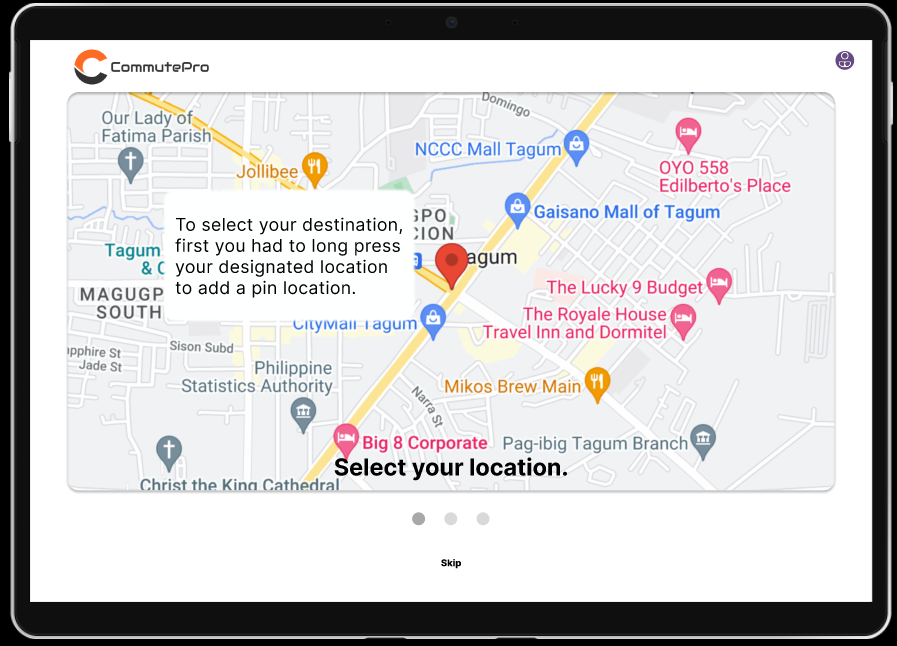 CommutePro
Domingo
Our Lady of
Fatima Parish
NCCC Mall Tagum
Jollibee
OYO 558
Edilberto's Place
GPO
CION
Gaisano Mall of Tagum
To select your destination,
first you had to long press
your designated location
to add a pin location.
Tagum
& C
agum
MAGUGP
SOUTH
The Lucky 9 Budget
The Royale House
Travel Inn and Dormitel
CityMall Tagum
Sison Subd
apphire St
Jade St
Philippine
Statistics Authority
Mikos Brew Main
Narra St
Big 8 Corporate
Pag-ibig Tagum Branch
Select your location.
Christ the King Cathedral
Skip